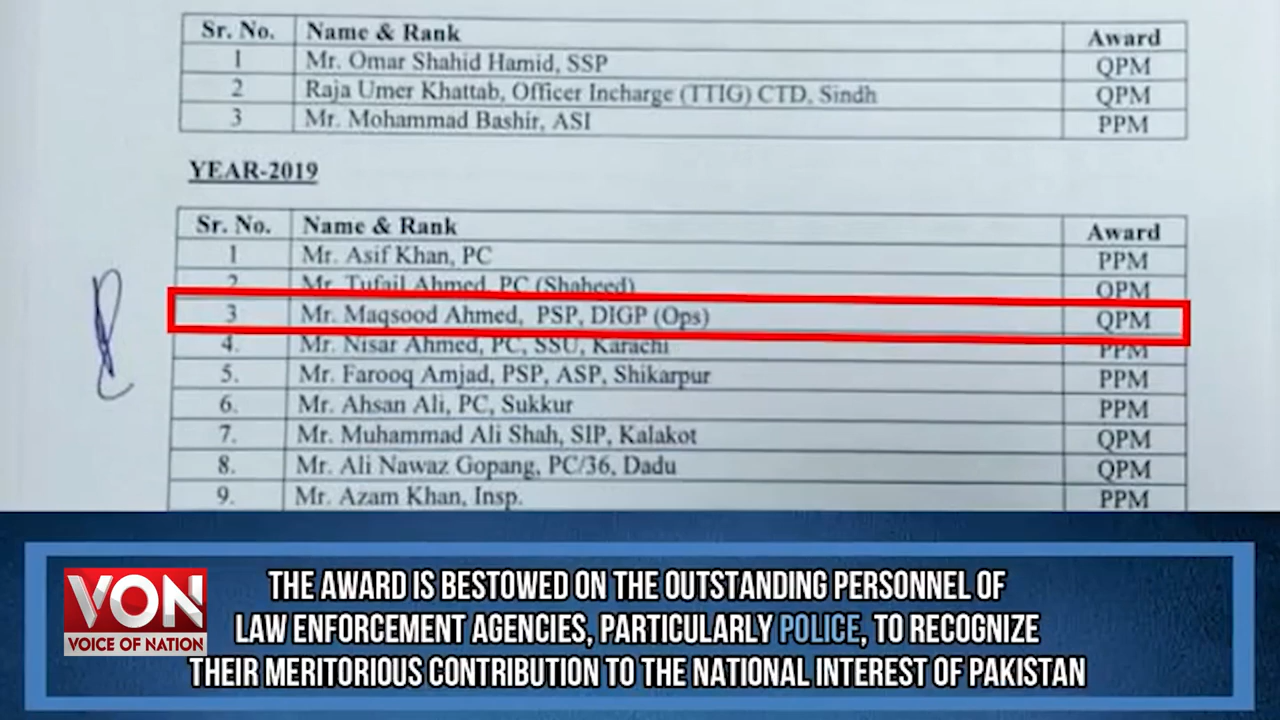 Sr. No. Name & Rank Award
1 Mr. Omar Shahid Hamid, SSP QPM
2 Raja Umer Khattab, Officer Incharge (TTIG) CTD, Sindh QPM
3 Mr. Mohammad Bashir, ASI PPM
YEAR-2019
Sr. No. Name & Rank Award
1 Mr. Asif Khan, PC PPM
2. Mr. Tufail Ahmed, PC (Shaheed) QPM
3 Mr. Maqsood Ahmed, PSP, DIGP (Ops) QPM
4. Mr. Nisar Ahmed, PC, SSU, Karachi PPM
5. Mr. Farooq Amjad, PSP, ASP, Shikarpur PPM
6. Mr. Ahsan Ali, PC, Sukkur PPM
7. Mr. Muhammad Ali Shah, SIP, Kalakot QPM
8. Mr. Ali Nawaz Gopang, PC/36, Dadu QPM
9. Mr. Azam Khan, Insp. PPM
VON
VOICE OF NATION
THE AWARD IS BESTOWED ON THE OUTSTANDING PERSONNEL OF
LAW ENFORCEMENT AGENCIES, PARTICULARLY POLICE, TO RECOGNIZE
THEIR MERITORIOUS CONTRIBUTION TO THE NATIONAL INTEREST OF PAKISTAN